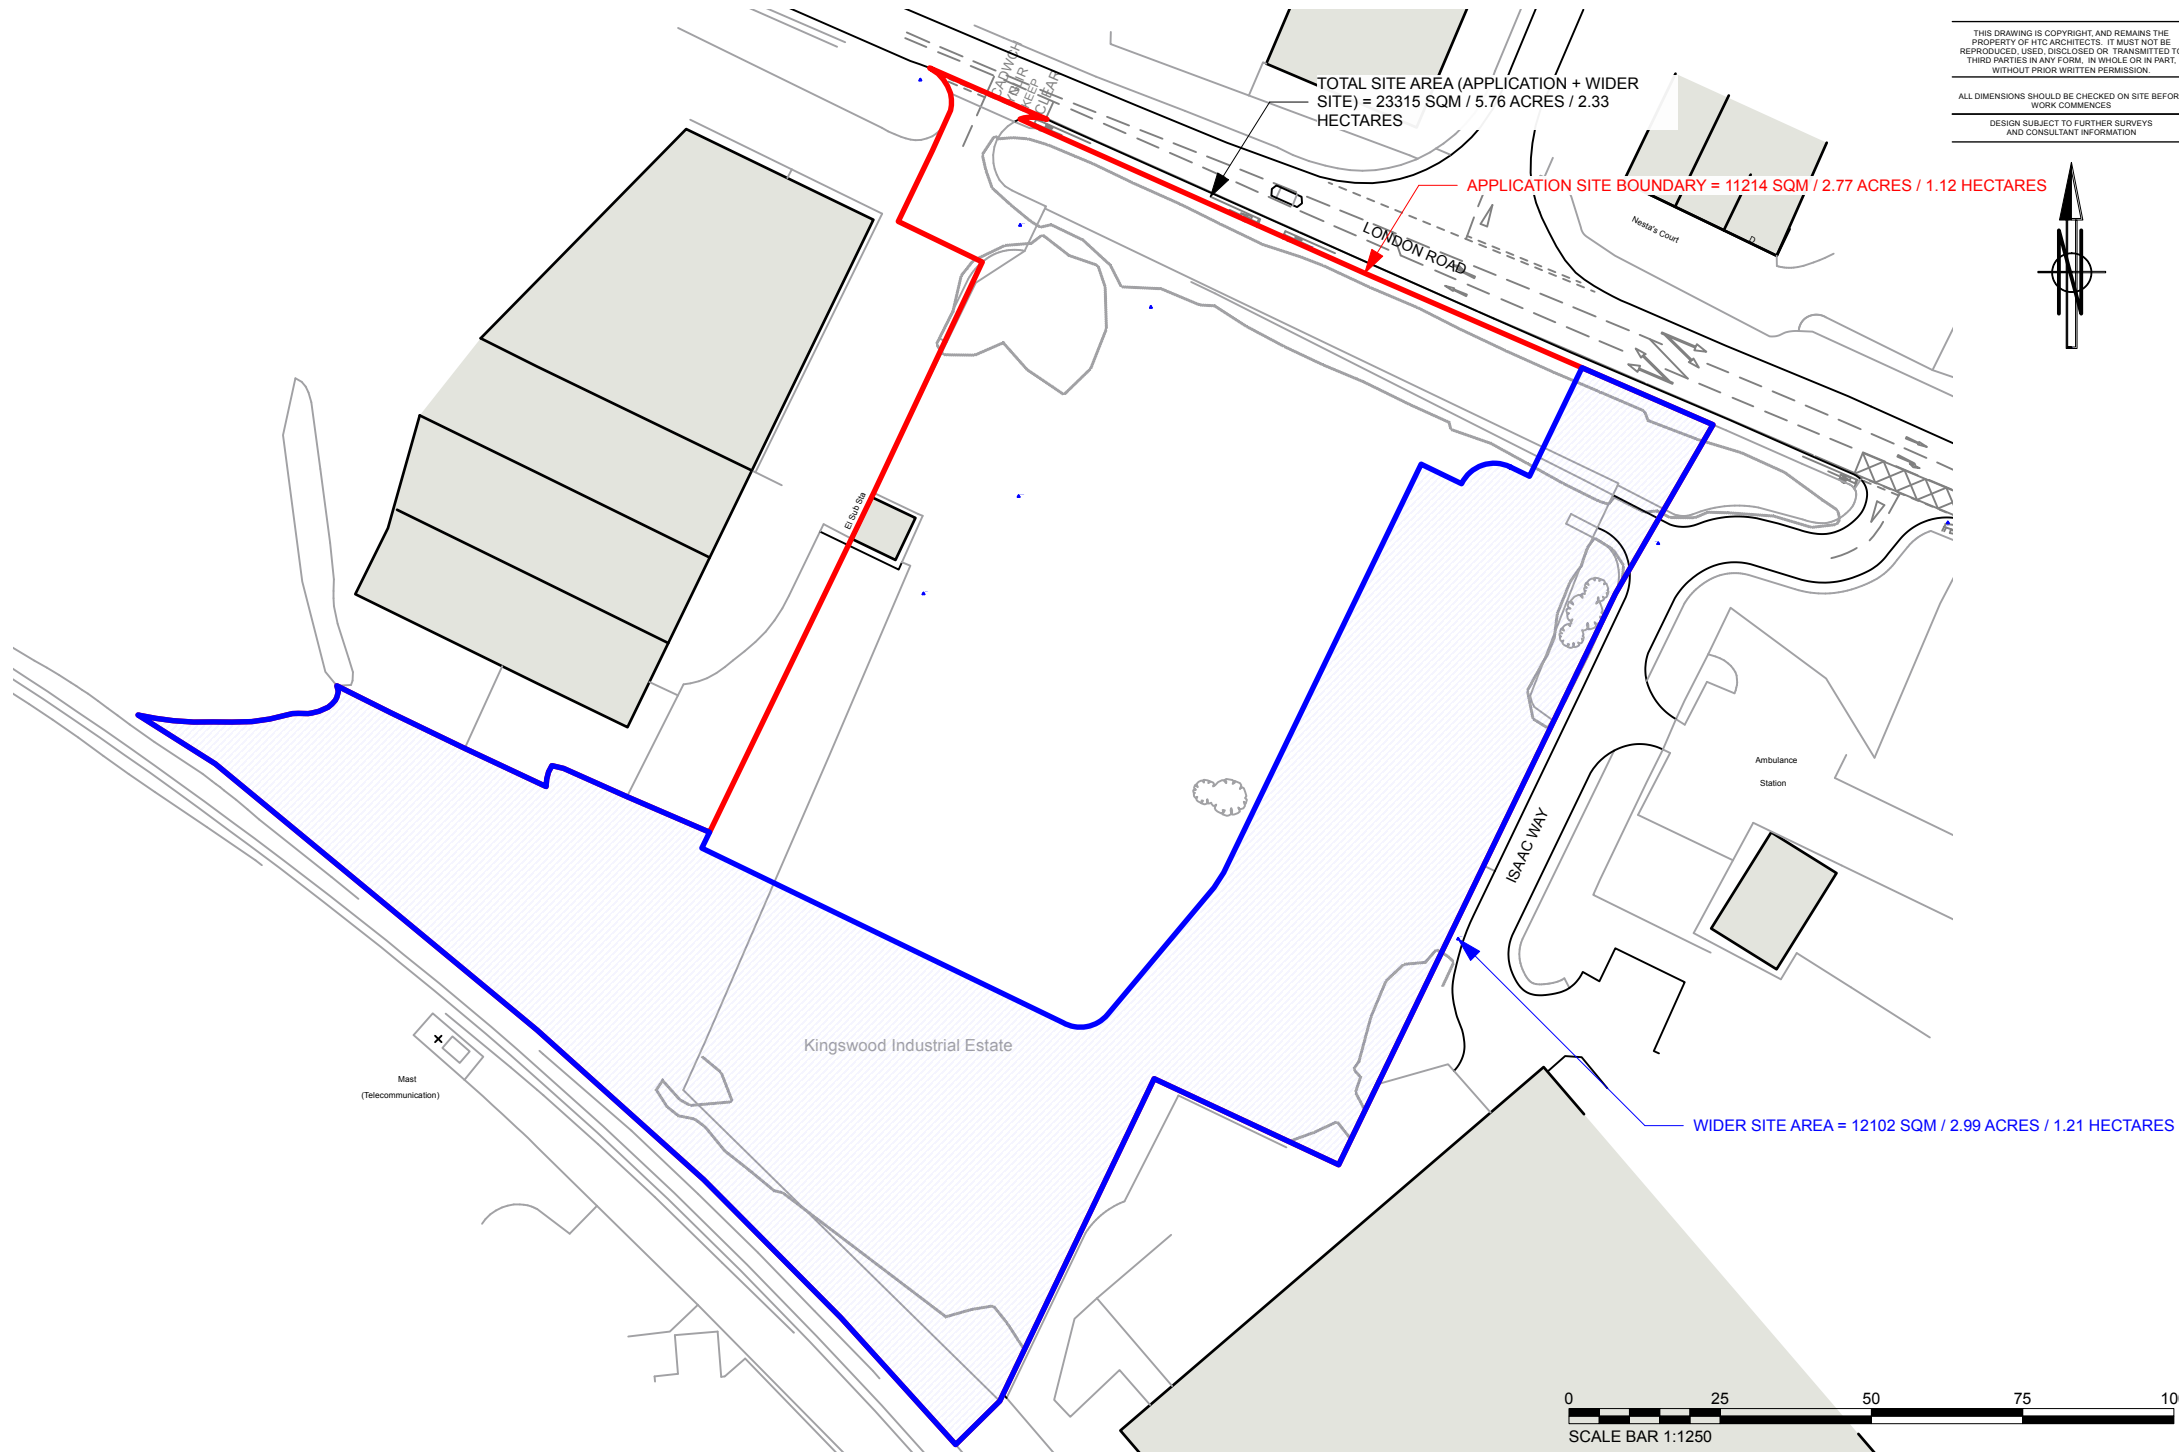 THIS DRAWING IS COPYRIGHT, AND REMAINS THE
PROPERTY OF HTC ARCHITECTS. IT MUST NOT BE
REPRODUCED, USED, DISCLOSED OR TRANSMITTED TO
THIRD PARTIES IN ANY FORM, IN WHOLE OR IN PART,
WITHOUT PRIOR WRITTEN PERMISSION.
ALL DIMENSIONS SHOULD BE CHECKED ON SITE BEFOR
WORK COMMENCES
DESIGN SUBJECT TO FURTHER SURVEYS
AND CONSULTANT INFORMATION
N
KEEP
CLEAR
TOTAL SITE AREA (APPLICATION + WIDER
SITE) = 23315 SQM / 5.76 ACRES / 2.33
HECTARES
APPLICATION SITE BOUNDARY = 11214 SQM / 2.77 ACRES / 1.12 HECTARES
LONDON ROAD
Nesta's Court
El Sub Sta
Ambulance
Station
ISAAC WAY
Kingswood Industrial Estate
Mast
(Telecommunication)
WIDER SITE AREA = 12102 SQM / 2.99 ACRES / 1.21 HECTARES
0 25 50 75 10
SCALE BAR 1:1250